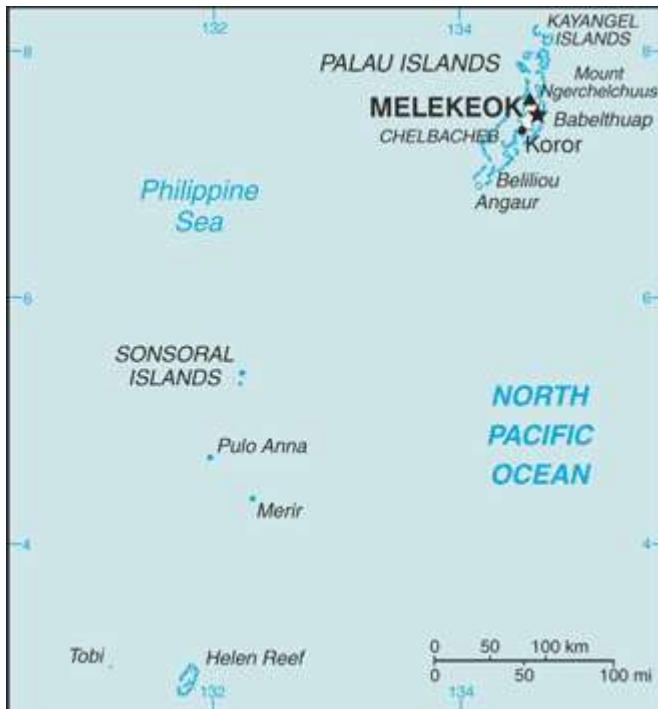 132
134
KAYANGEL
ISLANDS
8
8
PALAU ISLANDS
Mount
Ngerchelchuus
MELEKEOK
Babelthuap
CHELBACHEB
Koror
Beliliou
Angaur
Philippine
Sea
6
6
SONSORAL
ISLANDS
NORTH
PACIFIC
OCEAN
Pulo Anna
Merir
4
4
Tobi
Helen Reef
0 50 100 km
0 50 100 mi
132
134